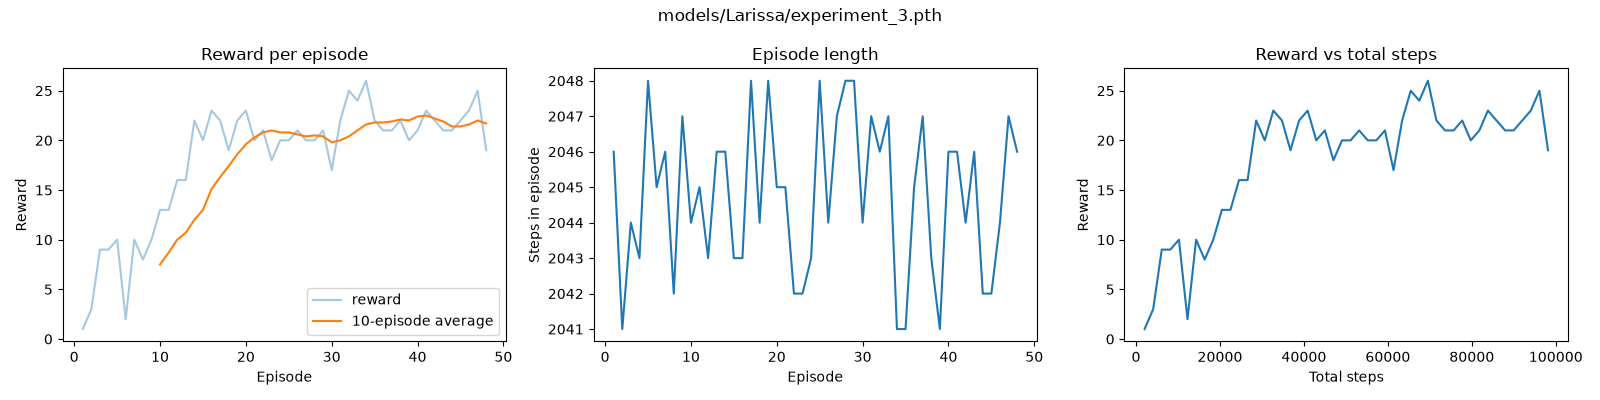 models/Larissa/experiment_3.pth
Reward per episode
Reward
25
20
15
10
5
0
reward
10-episode average
0 10 20 30 40 50
Episode
Episode length
Steps in episode
2048
2047
2046
2045
2044
2043
2042
2041
0 10 20 30 40 50
Episode
Reward vs total steps
Reward
25
20
15
10
5
0
0 20000 40000 60000 80000 100000
Total steps